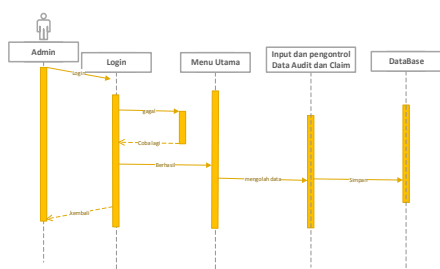 Admin
Login
Menu Utama
Input dan pengontrol
Data Audit dan Claim
DataBase
Login
gagal
Coba lagi
Berhasil
mengolah data
Simpan
kembali